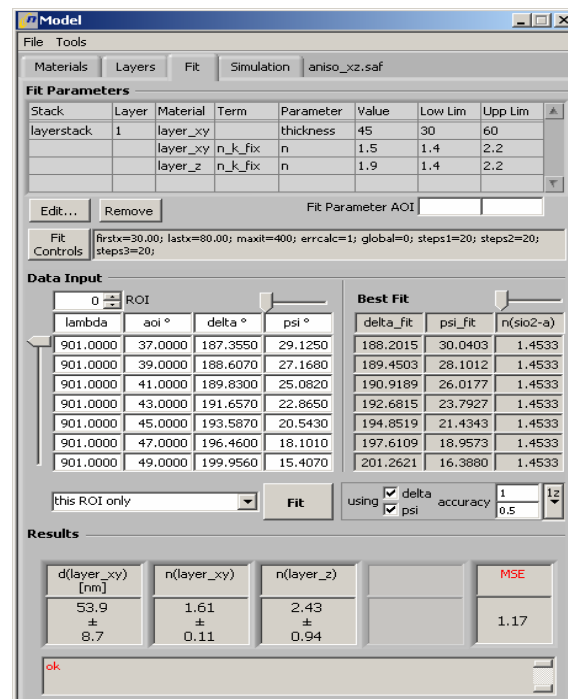 Model
File Tools
Materials Layers Fit Simulation aniso_xz.saf
Fit Parameters
Stack Layer Material Term Parameter Value Low Lim Upp Lim
layerstack 1 layer_xy thickness 45 30 60
layer_xy n_k_fix n 1.5 1.4 2.2
layer_z n_k_fix n 1.9 1.4 2.2
Edit... Remove Fit Parameter AOI
Fit Controls firstx=30.00; lastx=80.00; maxit=400; errcalc=1; global=0; steps1=20; steps2=20;
steps3=20;
Data Input
0 ROI Best Fit
lambda aoi ° delta ° psi ° delta_fit psi_fit n(sio2-a)
901.0000 37.0000 187.3550 29.1250 188.2015 30.0403 1.4533
901.0000 39.0000 188.6070 27.1680 189.4503 28.1012 1.4533
901.0000 41.0000 189.8300 25.0820 190.9189 26.0177 1.4533
901.0000 43.0000 191.6570 22.8650 192.6815 23.7927 1.4533
901.0000 45.0000 193.5870 20.5430 194.8519 21.4343 1.4533
901.0000 47.0000 196.4600 18.1010 197.6109 18.9573 1.4533
901.0000 49.0000 199.9560 15.4070 201.2621 16.3880 1.4533
this ROI only Fit using delta psi accuracy 1 0.5 1z
Results
d(layer_xy) [nm] n(layer_xy) n(layer_z) MSE
53.9 ± 8.7 1.61 ± 0.11 2.43 ± 0.94 1.17
ok